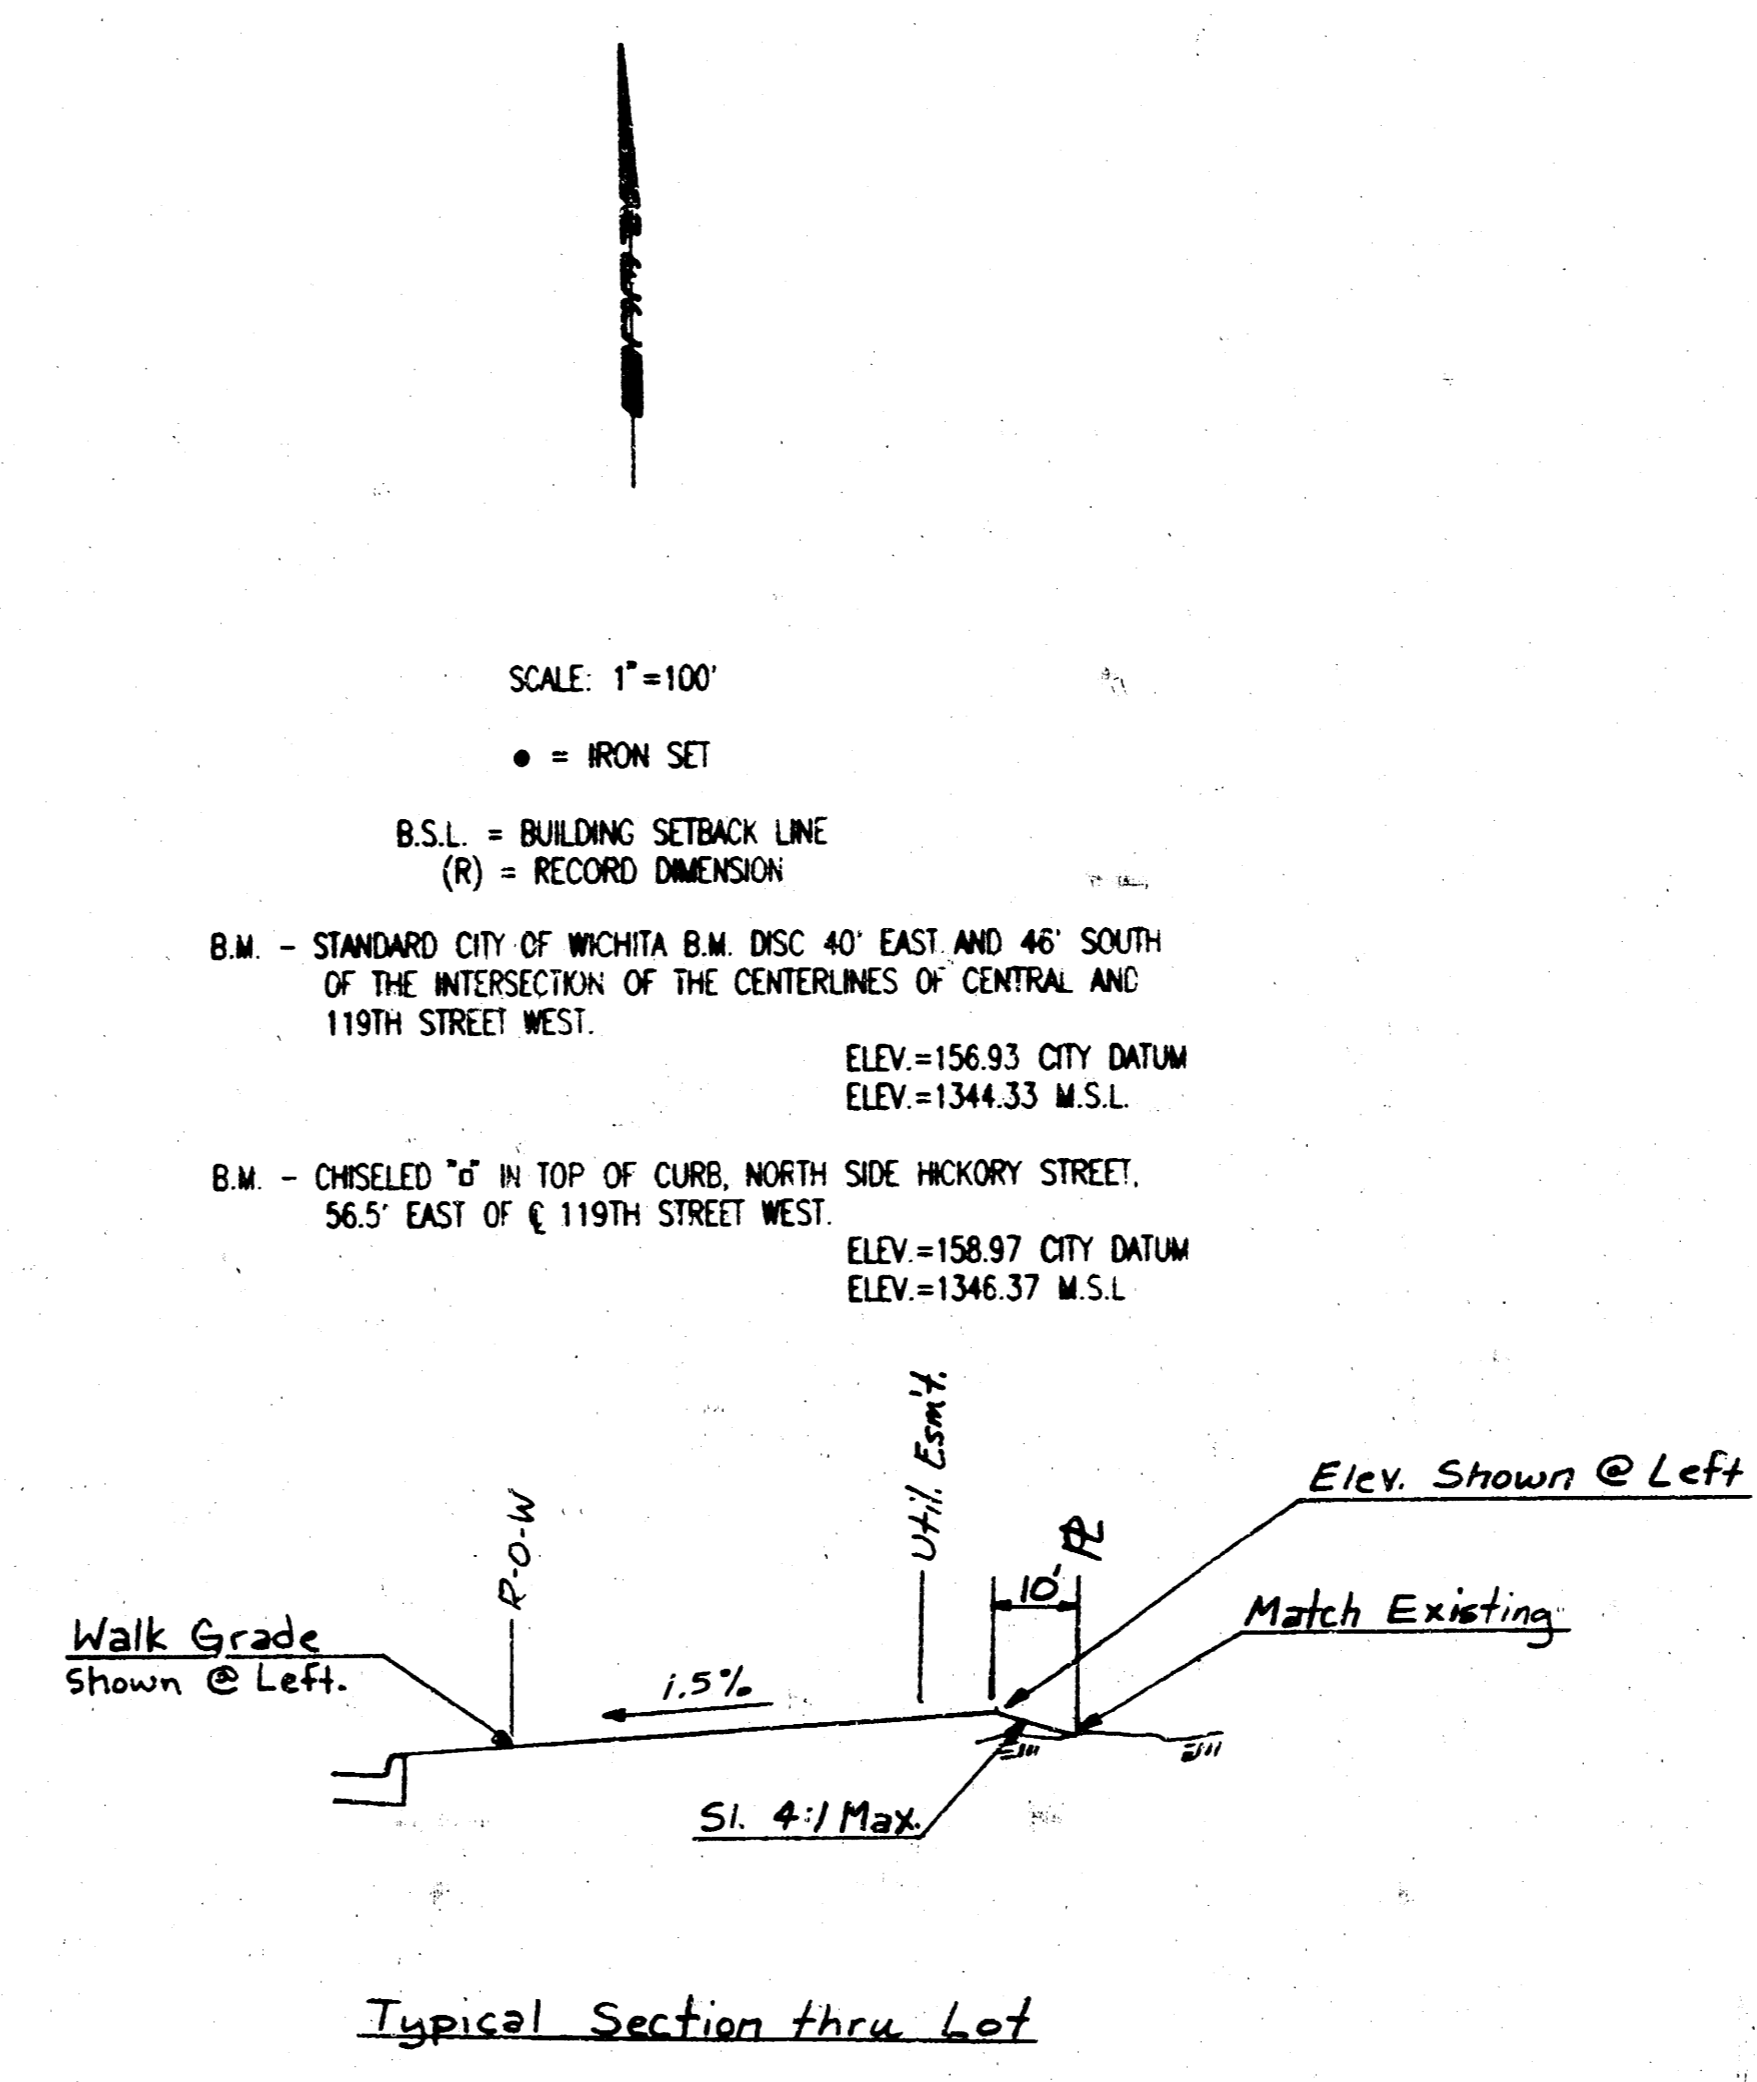 SCALE: 1"=100'
● = IRON SET
B.S.L. = BUILDING SETBACK LINE
(R) = RECORD DIMENSION
B.M. - STANDARD CITY OF WICHITA B.M. DISC 40' EAST AND 46' SOUTH
OF THE INTERSECTION OF THE CENTERLINES OF CENTRAL AND
119TH STREET WEST.
ELEV.=156.93 CITY DATUM
ELEV.=1344.33 M.S.L.
B.M. - CHISELED "□" IN TOP OF CURB, NORTH SIDE HICKORY STREET,
56.5' EAST OF ℄ 119TH STREET WEST.
ELEV.=158.97 CITY DATUM
ELEV.=1346.37 M.S.L
Util. Esm't.
Elev. Shown @ Left
R-O-W
PL
10'
Match Existing
Walk Grade
Shown @ Left.
1.5%
Sl. 4:1 Max.
Typical Section thru Lot